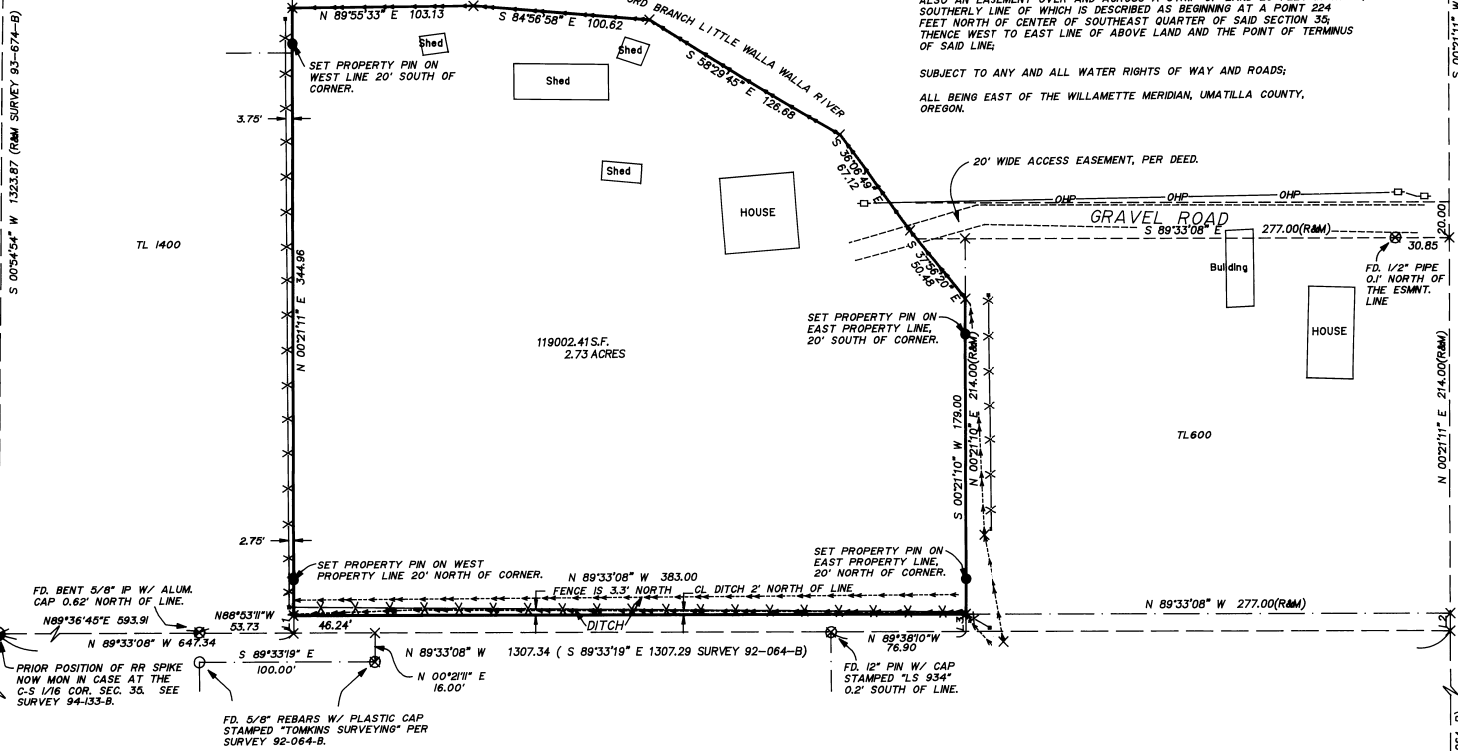 SOUTHERLY LINE OF WHICH IS DESCRIBED AS BEGINNING AT A POINT 224
FEET NORTH OF CENTER OF SOUTHEAST QUARTER OF SAID SECTION 35;
THENCE WEST TO EAST LINE OF ABOVE LAND AND THE POINT OF TERMINUS
OF SAID LINE;
SUBJECT TO ANY AND ALL WATER RIGHTS OF WAY AND ROADS;
ALL BEING EAST OF THE WILLAMETTE MERIDIAN, UMATILLA COUNTY,
OREGON.
S 00°21'11" W
S 00°54'54" W 1323.87 (R&M SURVEY 93-674-B)
N 89°55'33" E 103.13
S 84°56'58" E 100.62
BRANCH LITTLE WALLA WALLA RIVER
S 58°29'45" E 126.68
S 36°06'49" E
67.12
S 37°56'20" E
50.48
Shed
Shed
Shed
Shed
SET PROPERTY PIN ON
WEST LINE 20' SOUTH OF
CORNER.
3.75'
TL 1400
N 00°21'11" E 344.96
HOUSE
20' WIDE ACCESS EASEMENT, PER DEED.
OHP
OHP
OHP
GRAVEL ROAD
S 89°33'08" E 277.00(R&M)
20.00
30.85
Building
FD. 1/2" PIPE
0.1' NORTH OF
THE ESMNT.
LINE
HOUSE
SET PROPERTY PIN ON
EAST PROPERTY LINE,
20' SOUTH OF CORNER.
119002.41 S.F.
2.73 ACRES
S 00°21'10" W 179.00
N 00°21'10" E 214.00(R&M)
N 00°21'11" E 214.00(R&M)
TL600
2.75'
SET PROPERTY PIN ON WEST
PROPERTY LINE 20' NORTH OF CORNER.
SET PROPERTY PIN ON
EAST PROPERTY LINE,
20' NORTH OF CORNER.
N 89°33'08" W 383.00
FENCE IS 3.3' NORTH
CL DITCH 2' NORTH OF LINE
DITCH
FD. BENT 5/8" IP W/ ALUM.
CAP 0.62' NORTH OF LINE.
N89°36'45"E 593.91
N88°53'11"W
53.73
46.24'
N 89°33'08" W 277.00(R&M)
L3
L2
N 89°33'08" W 647.34
S 89°33'19" E
100.00'
N 89°33'08" W 1307.34 ( S 89°33'19" E 1307.29 SURVEY 92-064-B)
N 89°38'10"W
76.90
N 00°21'11" E
16.00'
FD. 12" PIN W/ CAP
STAMPED "LS 934"
0.2' SOUTH OF LINE.
PRIOR POSITION OF RR SPIKE
NOW MON IN CASE AT THE
C-S 1/16 COR. SEC. 35. SEE
SURVEY 94-133-B.
FD. 5/8" REBARS W/ PLASTIC CAP
STAMPED "TOMKINS SURVEYING" PER
SURVEY 92-064-B.